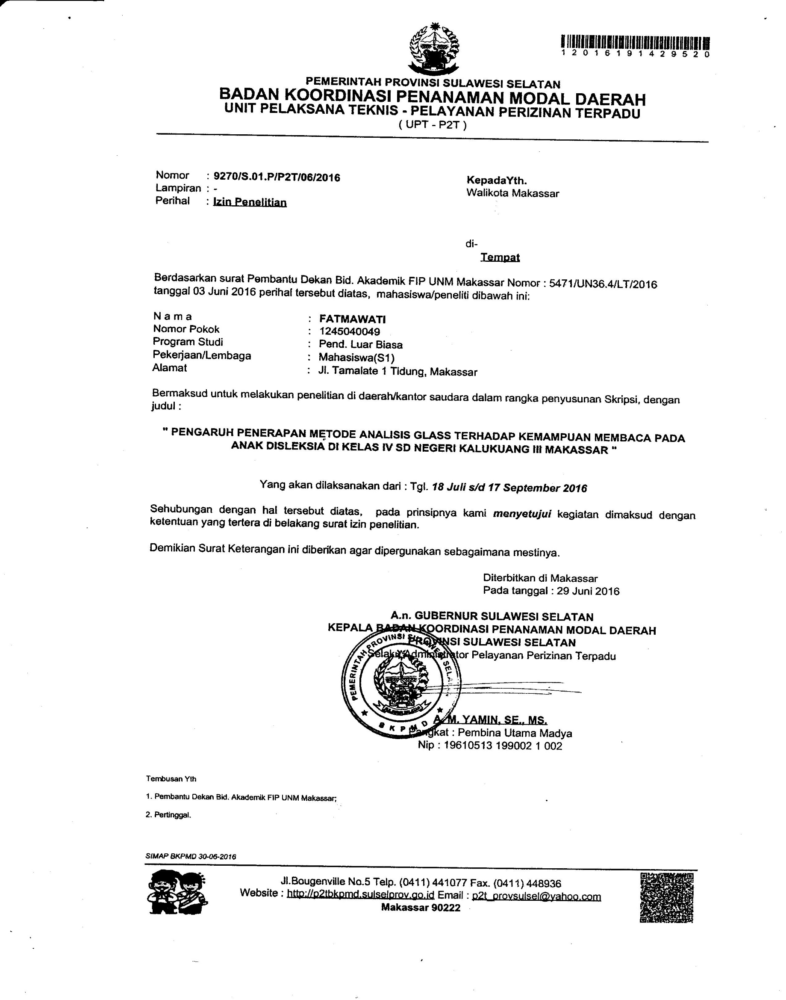 1 2 0 1 6 1 9 1 4 2 9 5 2 0
PEMERINTAH PROVINSI SULAWESI SELATAN
BADAN KOORDINASI PENANAMAN MODAL DAERAH
UNIT PELAKSANA TEKNIS - PELAYANAN PERIZINAN TERPADU
( UPT - P2T )
Nomor : 9270/S.01.P/P2T/06/2016
Lampiran : -
Perihal : Izin Penelitian
KepadaYth.
Walikota Makassar
di-
Tempat
Berdasarkan surat Pembantu Dekan Bid. Akademik FIP UNM Makassar Nomor : 5471/UN36.4/LT/2016
tanggal 03 Juni 2016 perihal tersebut diatas, mahasiswa/peneliti dibawah ini:
N a m a : FATMAWATI
Nomor Pokok : 1245040049
Program Studi : Pend. Luar Biasa
Pekerjaan/Lembaga : Mahasiswa(S1)
Alamat : Jl. Tamalate 1 Tidung, Makassar
Bermaksud untuk melakukan penelitian di daerah/kantor saudara dalam rangka penyusunan Skripsi, dengan
judul :
" PENGARUH PENERAPAN METODE ANALISIS GLASS TERHADAP KEMAMPUAN MEMBACA PADA
ANAK DISLEKSIA DI KELAS IV SD NEGERI KALUKUANG III MAKASSAR "
Yang akan dilaksanakan dari : Tgl. 18 Juli s/d 17 September 2016
Sehubungan dengan hal tersebut diatas, pada prinsipnya kami menyetujui kegiatan dimaksud dengan
ketentuan yang tertera di belakang surat izin penelitian.
Demikian Surat Keterangan ini diberikan agar dipergunakan sebagaimana mestinya.
Diterbitkan di Makassar
Pada tanggal : 29 Juni 2016
A.n. GUBERNUR SULAWESI SELATAN
KEPALA BADAN KOORDINASI PENANAMAN MODAL DAERAH
PROVINSI SULAWESI SELATAN
Selaku Administrator Pelayanan Perizinan Terpadu
PEMERINTAH PROVINSI SULAWESI SELATAN
B K P M D
A. M. YAMIN, SE., MS.
Pangkat : Pembina Utama Madya
Nip : 19610513 199002 1 002
Tembusan Yth
1. Pembantu Dekan Bid. Akademik FIP UNM Makassar;
2. Pertinggal.
SIMAP BKPMD 30-06-2016
Jl.Bougenville No.5 Telp. (0411) 441077 Fax. (0411) 448936
Website : http://p2tbkpmd.sulselprov.go.id Email : p2t_provsulsel@yahoo.com
Makassar 90222